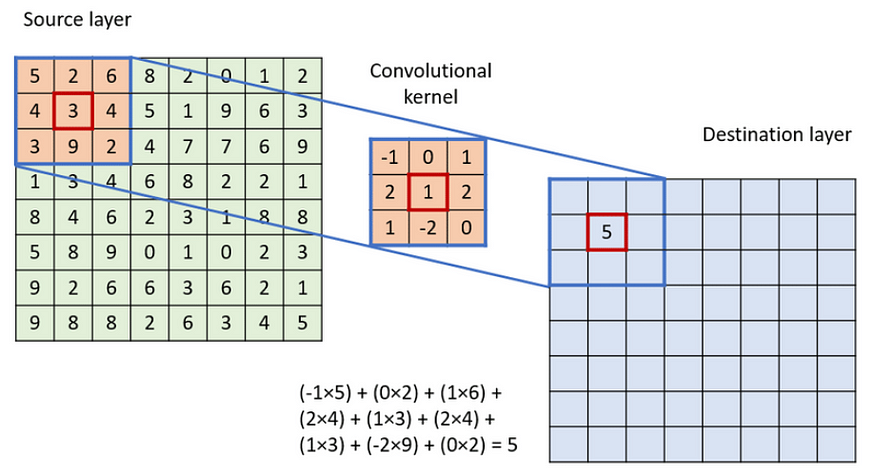 Source layer
5 2 6 8 2 0 1 2
4 3 4 5 1 9 6 3
3 9 2 4 7 7 6 9
1 3 4 6 8 2 2 1
8 4 6 2 3 1 8 8
5 8 9 0 1 0 2 3
9 2 6 6 3 6 2 1
9 8 8 2 6 3 4 5
Convolutional
kernel
-1 0 1
2 1 2
1 -2 0
Destination layer
5
(-1×5) + (0×2) + (1×6) +
(2×4) + (1×3) + (2×4) +
(1×3) + (-2×9) + (0×2) = 5